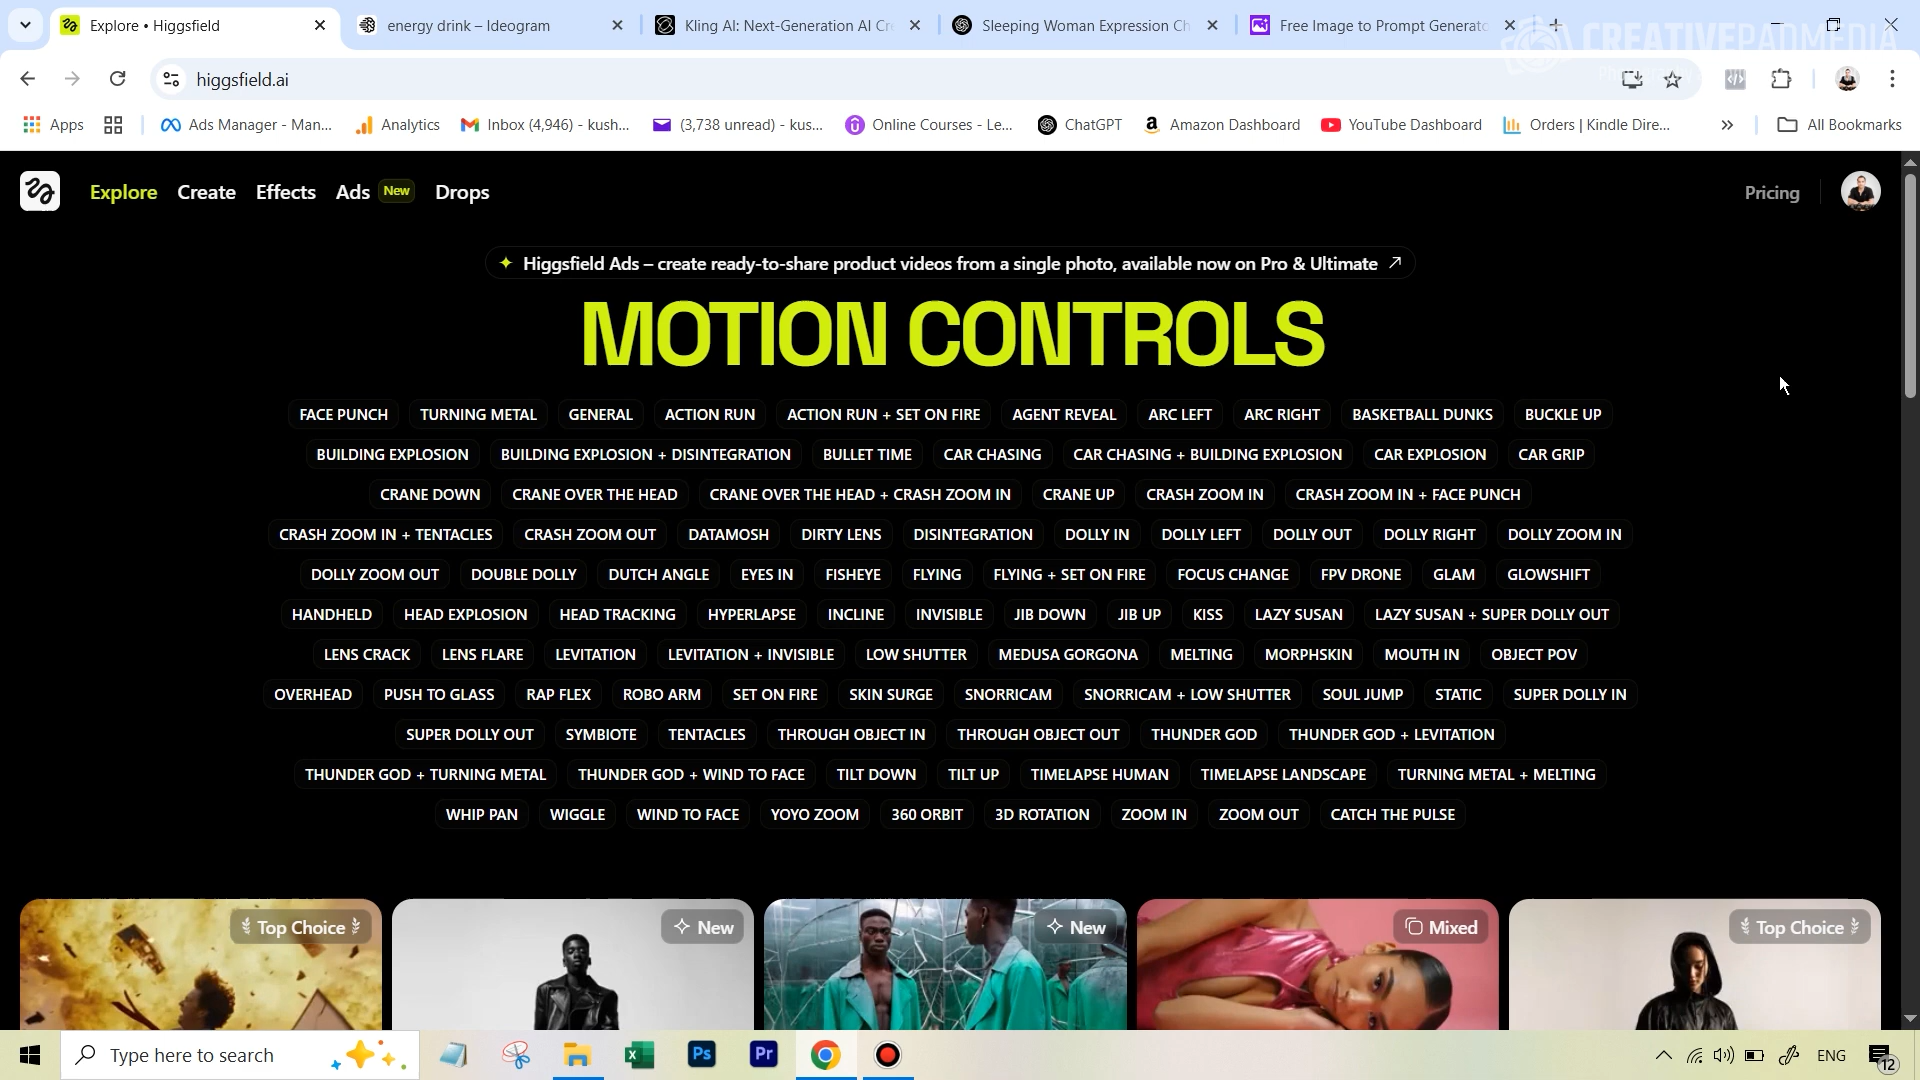 Explore • Higgsfield
energy drink – Ideogram
Kling AI: Next-Generation AI Cre
Sleeping Woman Expression Ch
Free Image to Prompt Generato
CREATIVEPADMEDIA
higgsfield.ai
Apps
Ads Manager - Man...
Analytics
Inbox (4,946) - kush...
(3,738 unread) - kus...
Online Courses - Le...
ChatGPT
Amazon Dashboard
YouTube Dashboard
Orders | Kindle Dire...
All Bookmarks
Explore Create Effects Ads New Drops
Pricing
Higgsfield Ads – create ready-to-share product videos from a single photo, available now on Pro & Ultimate
MOTION CONTROLS
FACE PUNCH TURNING METAL GENERAL ACTION RUN ACTION RUN + SET ON FIRE AGENT REVEAL ARC LEFT ARC RIGHT BASKETBALL DUNKS BUCKLE UP
BUILDING EXPLOSION BUILDING EXPLOSION + DISINTEGRATION BULLET TIME CAR CHASING CAR CHASING + BUILDING EXPLOSION CAR EXPLOSION CAR GRIP
CRANE DOWN CRANE OVER THE HEAD CRANE OVER THE HEAD + CRASH ZOOM IN CRANE UP CRASH ZOOM IN CRASH ZOOM IN + FACE PUNCH
CRASH ZOOM IN + TENTACLES CRASH ZOOM OUT DATAMOSH DIRTY LENS DISINTEGRATION DOLLY IN DOLLY LEFT DOLLY OUT DOLLY RIGHT DOLLY ZOOM IN
DOLLY ZOOM OUT DOUBLE DOLLY DUTCH ANGLE EYES IN FISHEYE FLYING FLYING + SET ON FIRE FOCUS CHANGE FPV DRONE GLAM GLOWSHIFT
HANDHELD HEAD EXPLOSION HEAD TRACKING HYPERLAPSE INCLINE INVISIBLE JIB DOWN JIB UP KISS LAZY SUSAN LAZY SUSAN + SUPER DOLLY OUT
LENS CRACK LENS FLARE LEVITATION LEVITATION + INVISIBLE LOW SHUTTER MEDUSA GORGONA MELTING MORPHSKIN MOUTH IN OBJECT POV
OVERHEAD PUSH TO GLASS RAP FLEX ROBO ARM SET ON FIRE SKIN SURGE SNORRICAM SNORRICAM + LOW SHUTTER SOUL JUMP STATIC SUPER DOLLY IN
SUPER DOLLY OUT SYMBIOTE TENTACLES THROUGH OBJECT IN THROUGH OBJECT OUT THUNDER GOD THUNDER GOD + LEVITATION
THUNDER GOD + TURNING METAL THUNDER GOD + WIND TO FACE TILT DOWN TILT UP TIMELAPSE HUMAN TIMELAPSE LANDSCAPE TURNING METAL + MELTING
WHIP PAN WIGGLE WIND TO FACE YOYO ZOOM 360 ORBIT 3D ROTATION ZOOM IN ZOOM OUT CATCH THE PULSE
Top Choice
New
New
Mixed
Top Choice
Type here to search
Ps
Pr
ENG
12